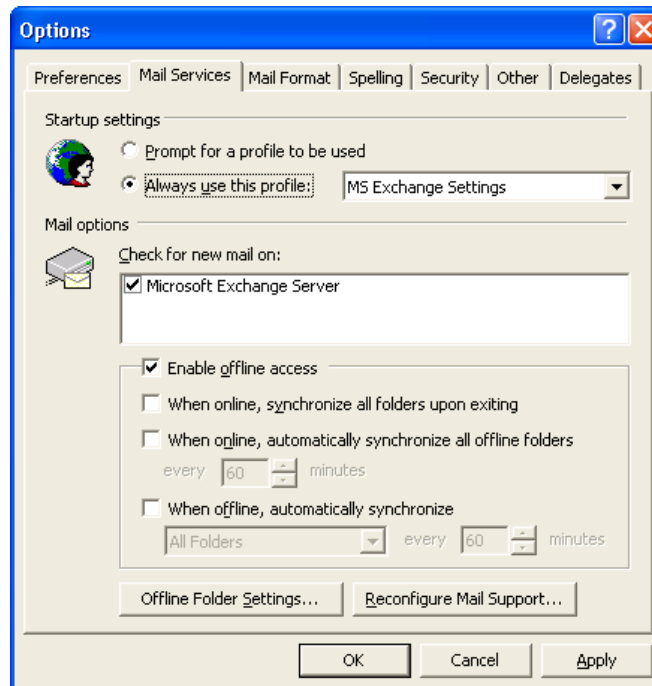 Options
Preferences Mail Services Mail Format Spelling Security Other Delegates
Startup settings
Prompt for a profile to be used
Always use this profile: MS Exchange Settings
Mail options
Check for new mail on:
Microsoft Exchange Server
Enable offline access
When online, synchronize all folders upon exiting
When online, automatically synchronize all offline folders
every 60 minutes
When offline, automatically synchronize
All Folders every 60 minutes
Offline Folder Settings... Reconfigure Mail Support...
OK Cancel Apply